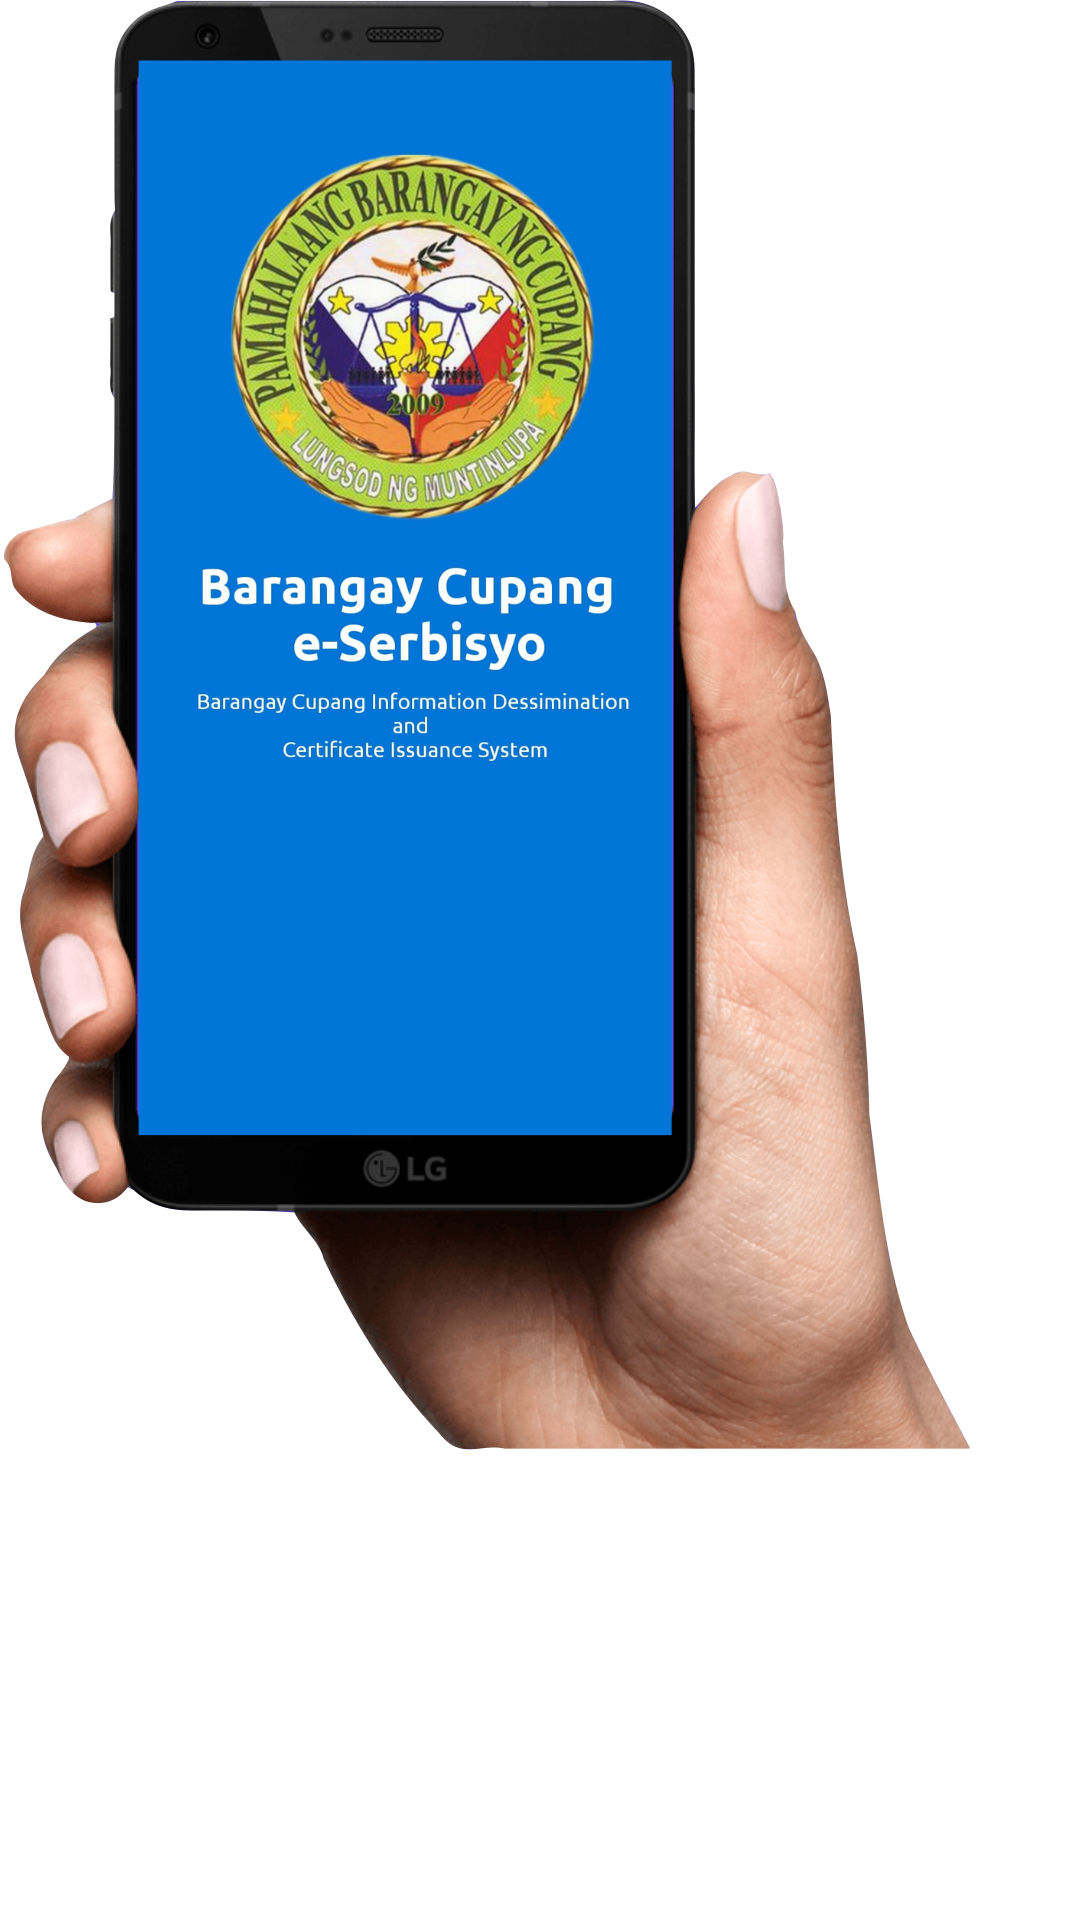 PAMAHALAANG BARANGAY NG CUPANG
2009
LUNGSOD NG MUNTINLUPA
Barangay Cupang
e-Serbisyo
Barangay Cupang Information Dessimination
and
Certificate Issuance System
LG